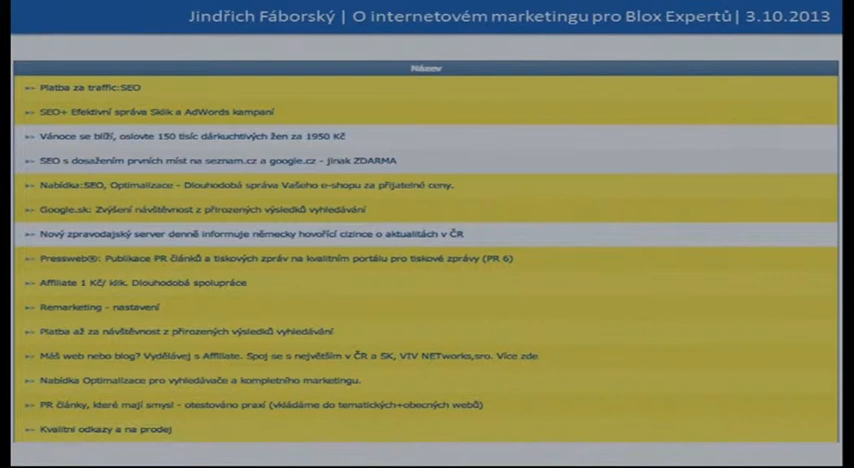 Jindřich Fáborský | O internetovém marketingu pro Blox Expertů| 3.10.2013
Název
Platba za traffic:SEO
SEO+ Efektivní správa Sklik a AdWords kampaní
Vánoce se blíží, oslovte 150 tisíc dárkuchtivých žen za 1950 Kč
SEO s dosažením prvních míst na seznam.cz a google.cz - jinak ZDARMA
Nabídka:SEO, Optimalizace - Dlouhodobá správa Vašeho e-shopu za přijatelné ceny.
Google.sk: Zvýšení návštěvnost z přirozených výsledků vyhledávání
Nový zpravodajský server denně informuje německy hovořící cizince o aktualitách v ČR
Pressweb®: Publikace PR článků a tiskových zpráv na kvalitním portálu pro tiskové zprávy (PR 6)
Affiliate 1 Kč/ klik. Dlouhodobá spolupráce
Remarketing - nastavení
Platba až za návštěvnost z přirozených výsledků vyhledávání
Máš web nebo blog? Vydělávej s Affiliate. Spoj se s největším v ČR a SK, VIV NETworks,sro. Více zde
Nabídka Optimalizace pro vyhledávače a kompletního marketingu.
PR články, které mají smysl - otestováno praxí (vkládáme do tematických+obecných webů)
Kvalitní odkazy a na prodej